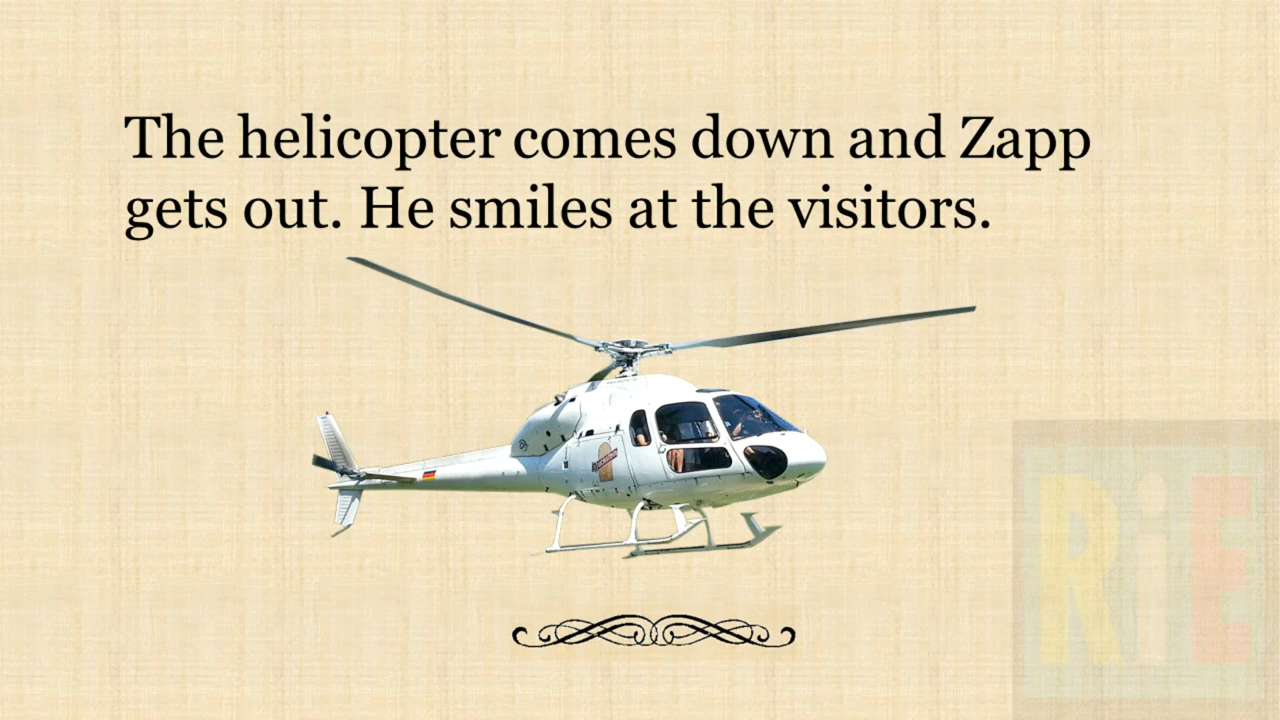 The helicopter comes down and Zapp
gets out. He smiles at the visitors.
RiE